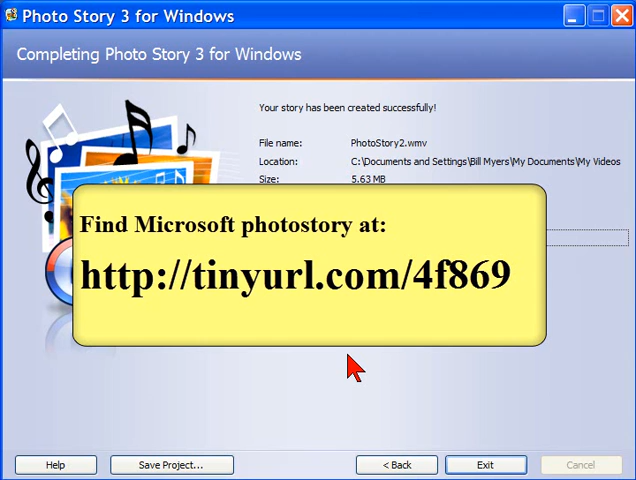 Photo Story 3 for Windows
Completing Photo Story 3 for Windows
Your story has been created successfully!
File name: PhotoStory2.wmv
Location: C:\Documents and Settings\Bill Myers\My Documents\My Videos
Size: 5.63 MB
Find Microsoft photostory at:
http://tinyurl.com/4f869
Help Save Project... < Back Exit Cancel